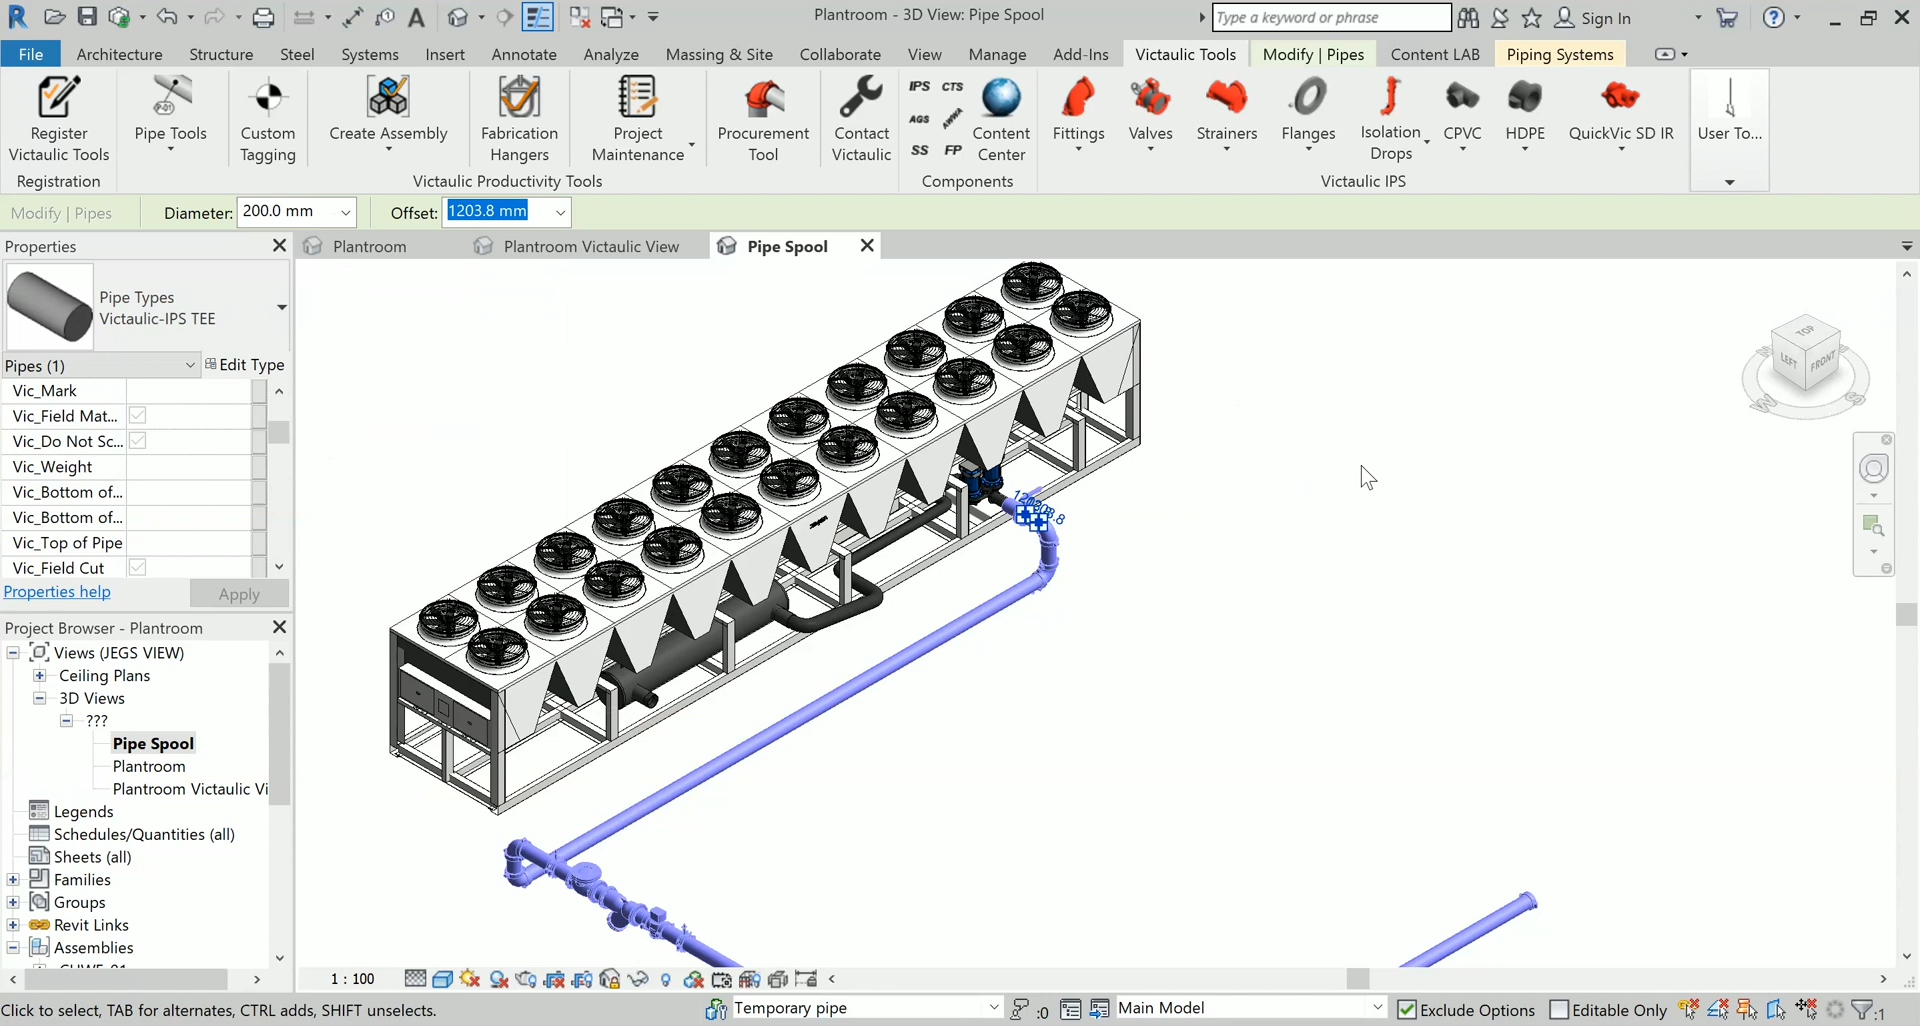 Plantroom - 3D View: Pipe Spool
Type a keyword or phrase
Sign In
File Architecture Structure Steel Systems Insert Annotate Analyze Massing & Site Collaborate View Manage Add-Ins Victaulic Tools Modify | Pipes Content LAB Piping Systems
Register Victaulic Tools
Pipe Tools
Custom Tagging
Create Assembly
Fabrication Hangers
Project Maintenance
Procurement Tool
Contact Victaulic
IPS CTS
AGS AWWA
SS FP
Content Center
Fittings
Valves
Strainers
Flanges
Isolation Drops
CPVC
HDPE
QuickVic SD IR
User To...
Registration
Victaulic Productivity Tools
Components
Victaulic IPS
Modify | Pipes
Diameter: 200.0 mm
Offset: 1203.8 mm
Properties
Plantroom
Plantroom Victaulic View
Pipe Spool
Pipe Types
Victaulic-IPS TEE
Pipes (1)
Edit Type
Vic_Mark
Vic_Field Mat...
Vic_Do Not Sc...
Vic_Weight
Vic_Bottom of...
Vic_Bottom of...
Vic_Top of Pipe
Vic_Field Cut
Properties help
Apply
Project Browser - Plantroom
Views (JEGS VIEW)
Ceiling Plans
3D Views
???
Pipe Spool
Plantroom
Plantroom Victaulic Vi
Legends
Schedules/Quantities (all)
Sheets (all)
Families
Groups
Revit Links
Assemblies
TOP
LEFT
FRONT
W
S
1 : 100
Click to select, TAB for alternates, CTRL adds, SHIFT unselects.
Temporary pipe
:0
Main Model
Exclude Options
Editable Only
:1